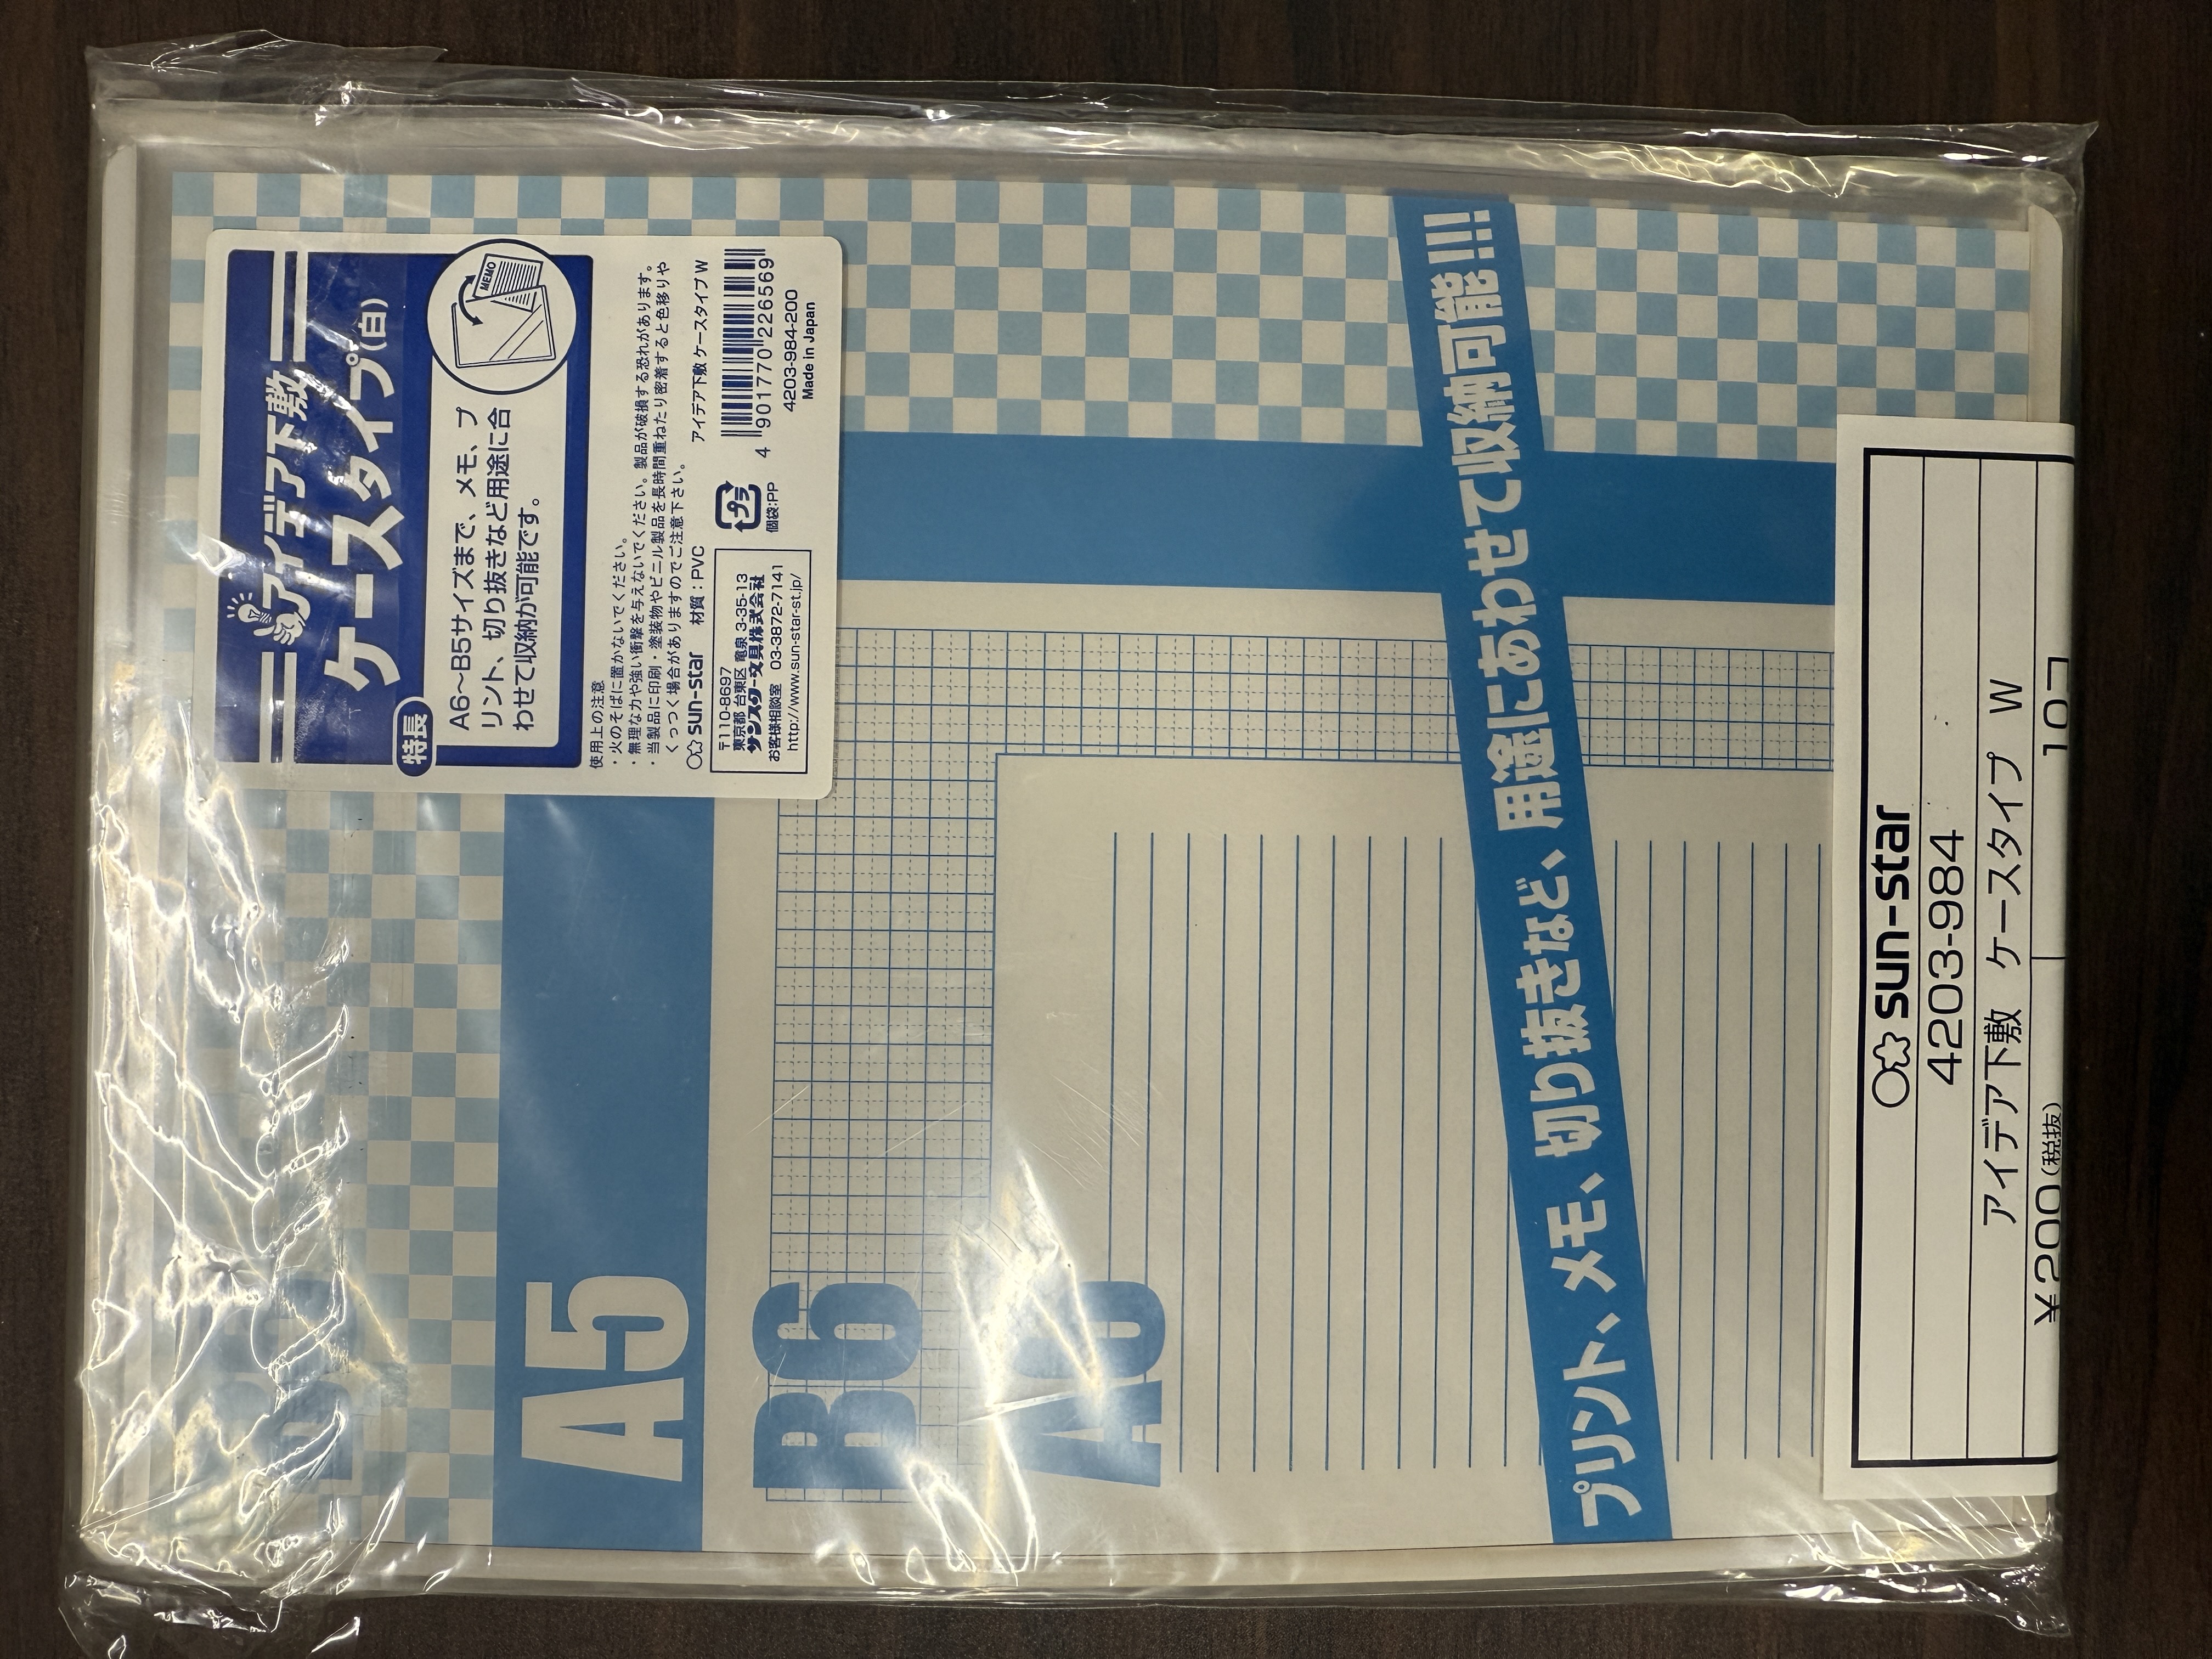 アイデア下敷
ケースタイプ(白)
特長
MEMO
A6〜B5サイズまで、メモ、プ
リント、切り抜きなど用途に合
わせて収納が可能です。
使用上の注意
・火のそばに置かないでください。
・無理な力や強い衝撃を与えないでください。製品が破損する恐れがあります。
・当製品に印刷・塗装物やビニル製品を長時間重ねたり密着すると色移りや
くっつく場合がありますのでご注意下さい。
sun-star 材質：PVC
〒110-8697
東京都 台東区 竜泉 3-35-13
サンスター文具株式会社
お客様相談室 03-3872-7141
http://www.sun-star-st.jp/
プラ
個袋:PP
アイデア下敷 ケースタイプ W
4 901770 226569
4203-984-200
Made in Japan
A5
B6
A6
プリント、メモ、切り抜きなど、用途にあわせて収納可能!!!
sun-star
4203-984
アイデア下敷 ケースタイプ W
¥200(税抜)